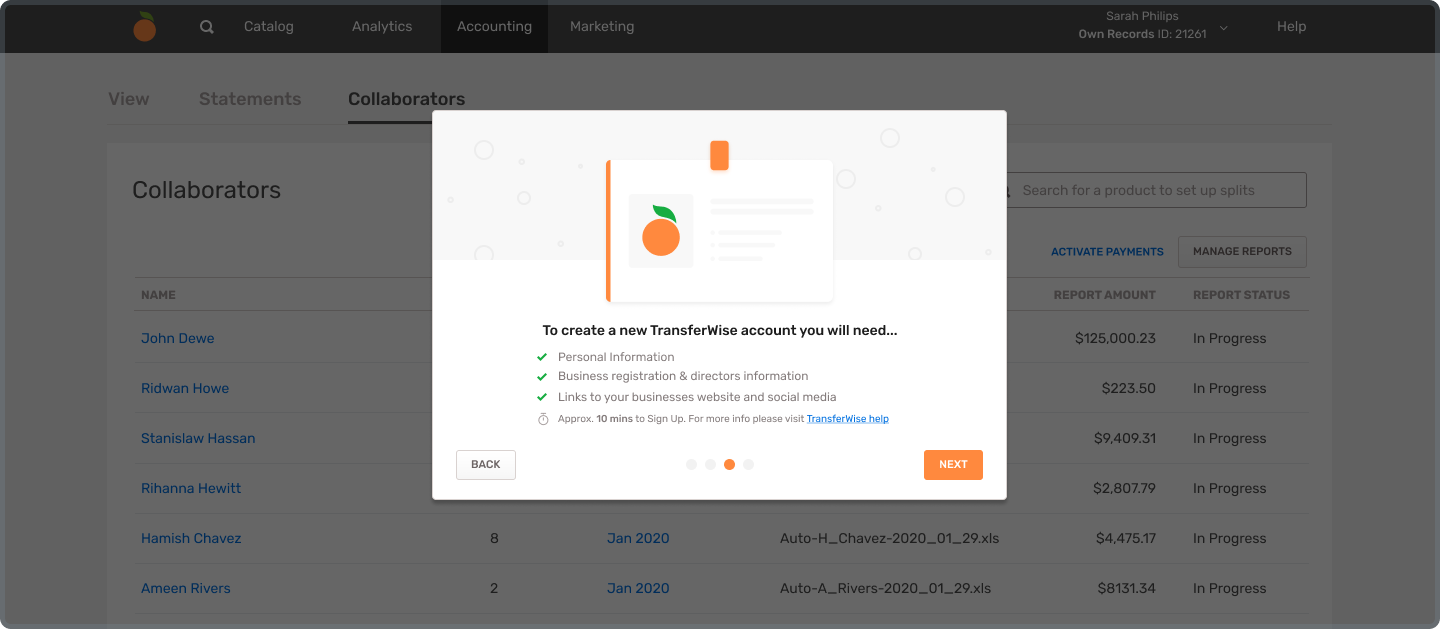 Catalog
Analytics
Accounting
Marketing
Sarah Philips
Own Records ID: 21261
Help
View
Statements
Collaborators
Collaborators
Search for a product to set up splits
ACTIVATE PAYMENTS
MANAGE REPORTS
NAME
REPORT AMOUNT
REPORT STATUS
John Dewe
$125,000.23
In Progress
Ridwan Howe
$223.50
In Progress
Stanislaw Hassan
$9,409.31
In Progress
Rihanna Hewitt
$2,807.79
In Progress
Hamish Chavez
8
Jan 2020
Auto-H_Chavez-2020_01_29.xls
$4,475.17
In Progress
Ameen Rivers
2
Jan 2020
Auto-A_Rivers-2020_01_29.xls
$8131.34
In Progress
To create a new TransferWise account you will need...
Personal Information
Business registration & directors information
Links to your businesses website and social media
Approx. 10 mins to Sign Up. For more info please visit TransferWise help
BACK
NEXT